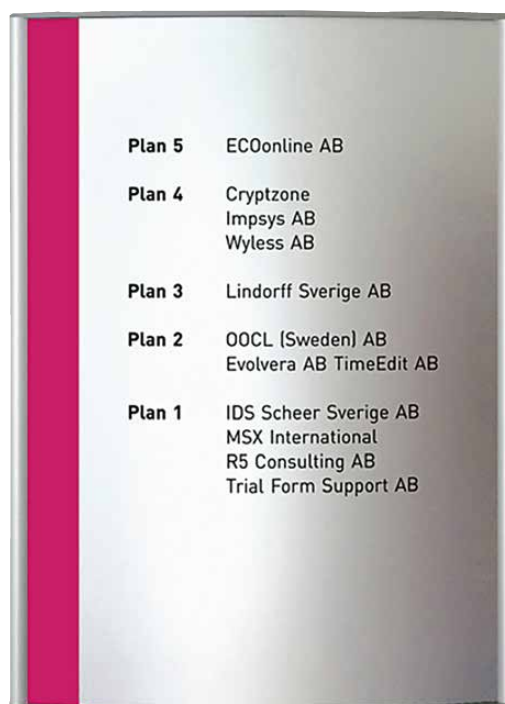 Plan 5 ECOonline AB
Plan 4 Cryptzone
Impsys AB
Wyless AB
Plan 3 Lindorff Sverige AB
Plan 2 OOCL (Sweden) AB
Evolvera AB TimeEdit AB
Plan 1 IDS Scheer Sverige AB
MSX International
R5 Consulting AB
Trial Form Support AB